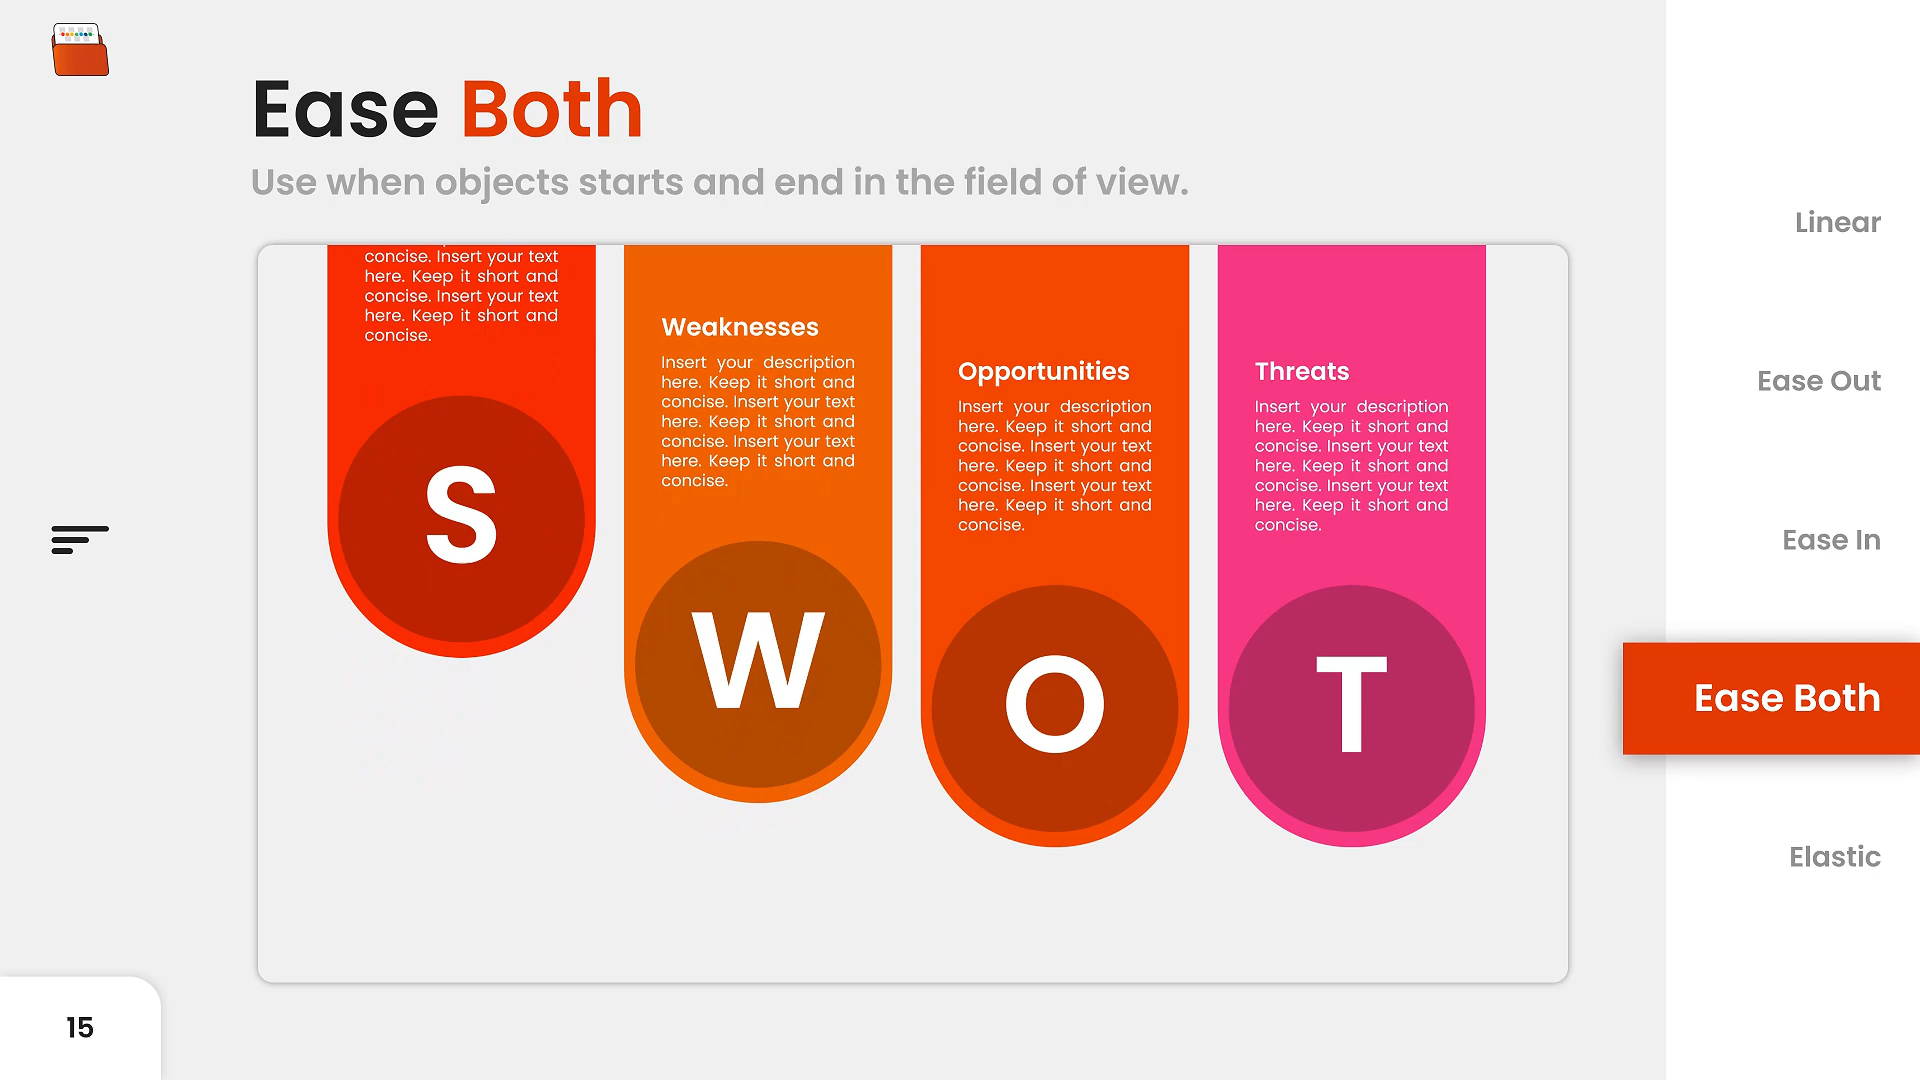 Ease Both
Use when objects starts and end in the field of view.
concise. Insert your text
here. Keep it short and
concise. Insert your text
here. Keep it short and
concise.
S
Weaknesses
Insert your description
here. Keep it short and
concise. Insert your text
here. Keep it short and
concise. Insert your text
here. Keep it short and
concise.
W
Opportunities
Insert your description
here. Keep it short and
concise. Insert your text
here. Keep it short and
concise. Insert your text
here. Keep it short and
concise.
O
Threats
Insert your description
here. Keep it short and
concise. Insert your text
here. Keep it short and
concise. Insert your text
here. Keep it short and
concise.
T
Linear
Ease Out
Ease In
Ease Both
Elastic
15